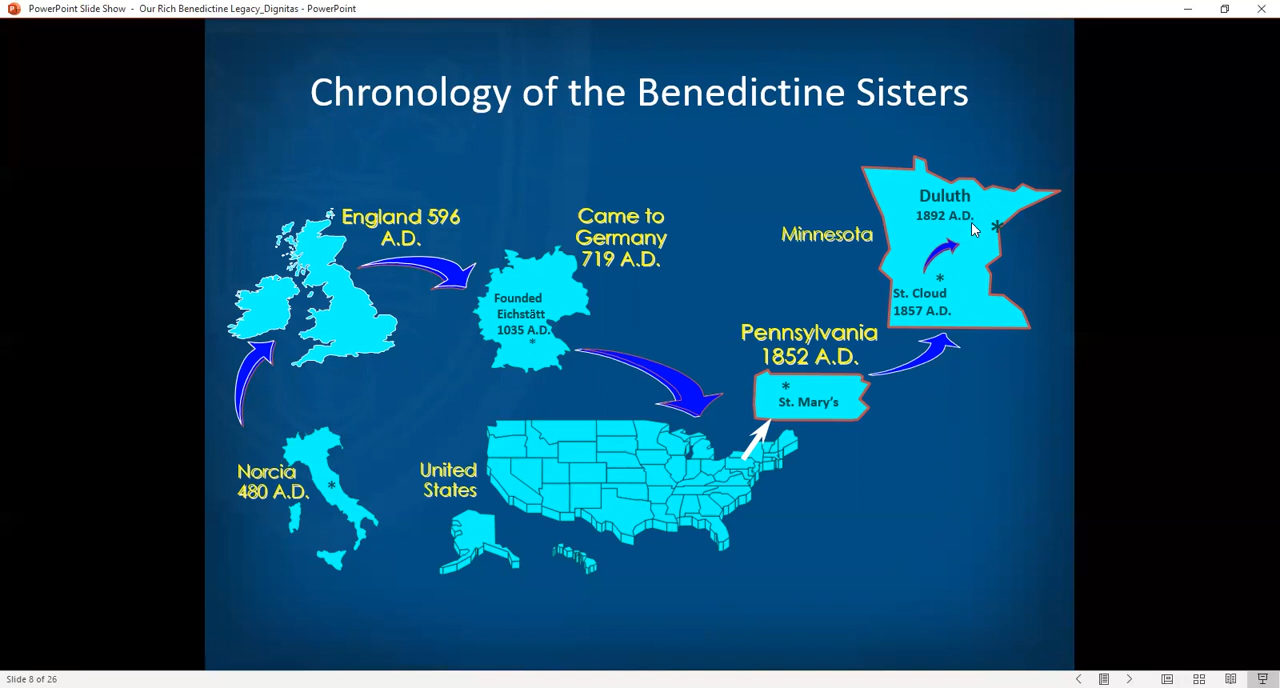 PowerPoint Slide Show - Our Rich Benedictine Legacy_Dignitas - PowerPoint
Chronology of the Benedictine Sisters
Norcia
480 A.D.
England 596
A.D.
Came to
Germany
719 A.D.
Founded
Eichstätt
1035 A.D.
*
*
United
States
Pennsylvania
1852 A.D.
*
St. Mary's
Minnesota
Duluth
1892 A.D.
*
*
St. Cloud
1857 A.D.
Slide 8 of 26